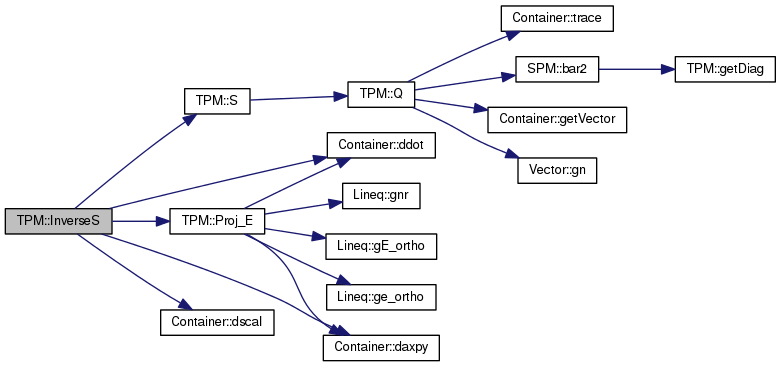 Container::trace
SPM::bar2
TPM::getDiag
TPM::S
TPM::Q
Container::getVector
Container::ddot
Vector::gn
Lineq::gnr
TPM::InverseS
TPM::Proj_E
Lineq::gE_ortho
Lineq::ge_ortho
Container::dscal
Container::daxpy